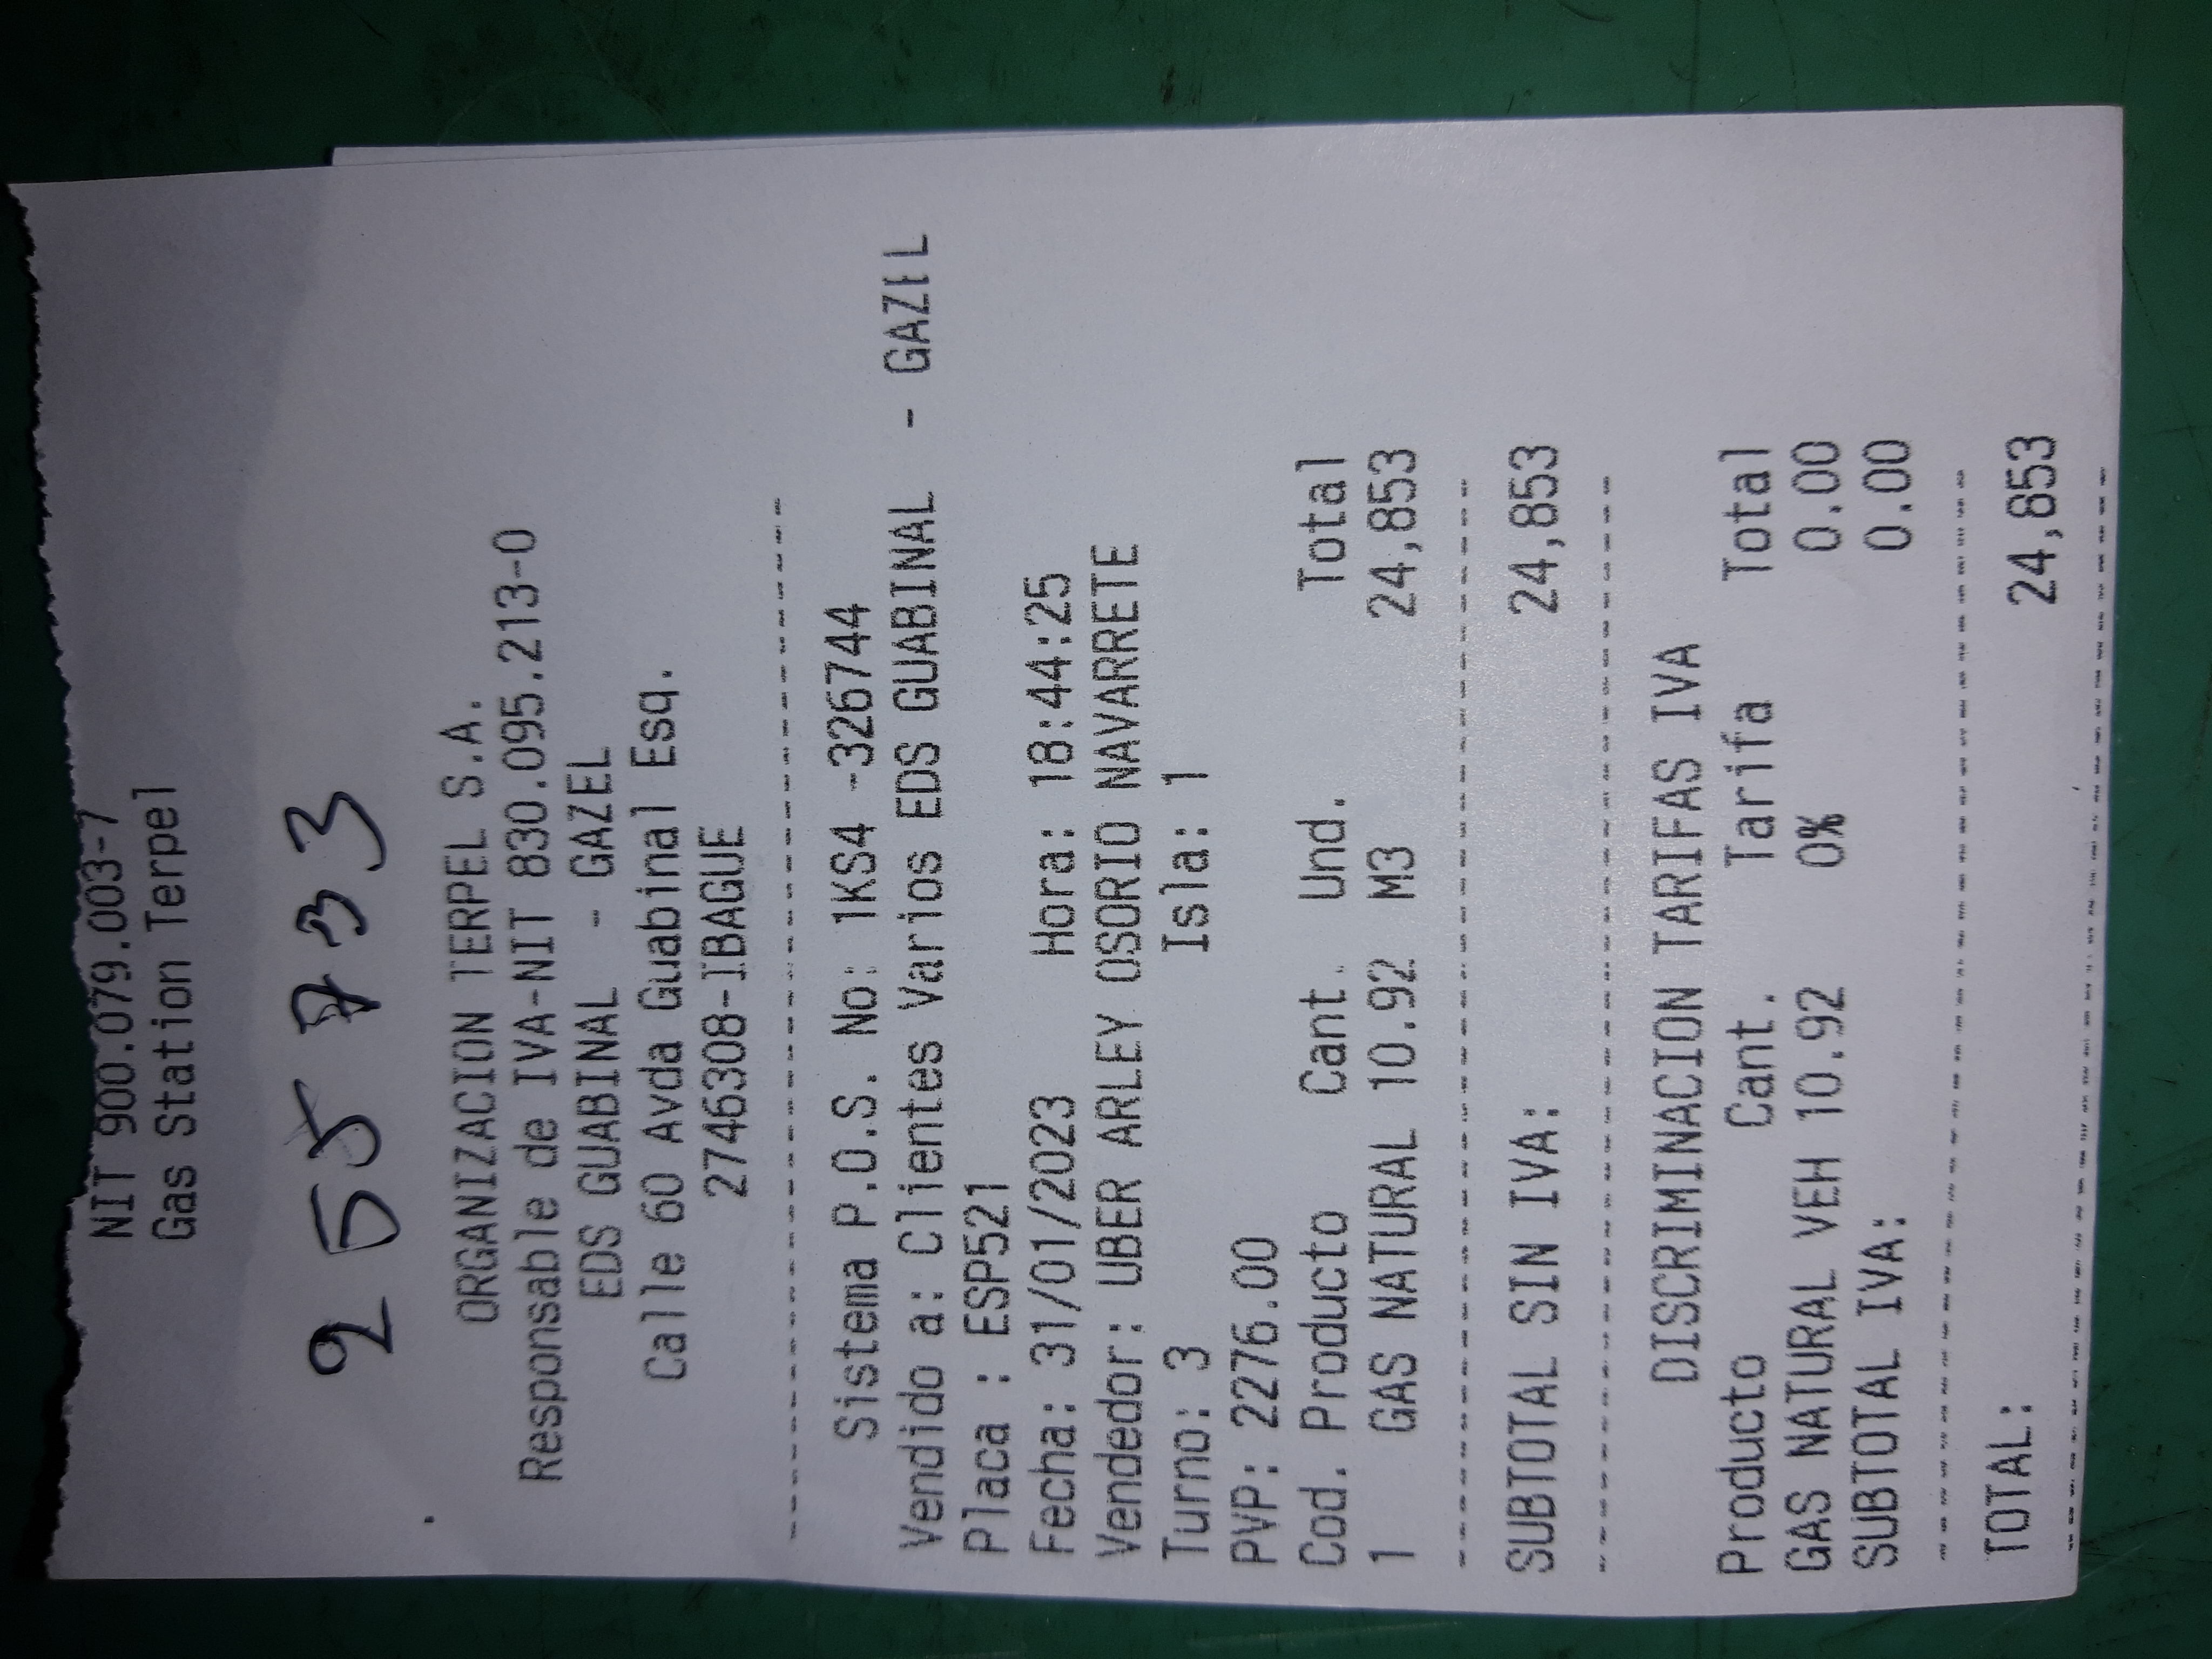 NIT 900.079.003-7
Gas Station Terpel
255 33
ORGANIZACION TERPEL S.A.
Responsable de IVA-NIT 830.095.213-0
EDS GUABINAL - GAZEL
Calle 60 Avda Guabinal Esq.
2746308-IBAGUE
Sistema P.O.S. No: 1KS4 -326744
Vendido a: Clientes Varios EDS GUABINAL - GAZEL
Placa : ESP521
Fecha: 31/01/2023 Hora: 18:44:25
Vendedor: UBER ARLEY OSORIO NAVARRETE
Turno: 3 Isla: 1
PVP: 2276.00
Cod. Producto Cant. Und. Total
1 GAS NATURAL 10.92 M3 24,853
SUBTOTAL SIN IVA: 24,853
DISCRIMINACION TARIFAS IVA
Producto Cant. Tarifa Total
GAS NATURAL VEH 10.92 0% 0.00
SUBTOTAL IVA: 0.00
TOTAL: 24,853